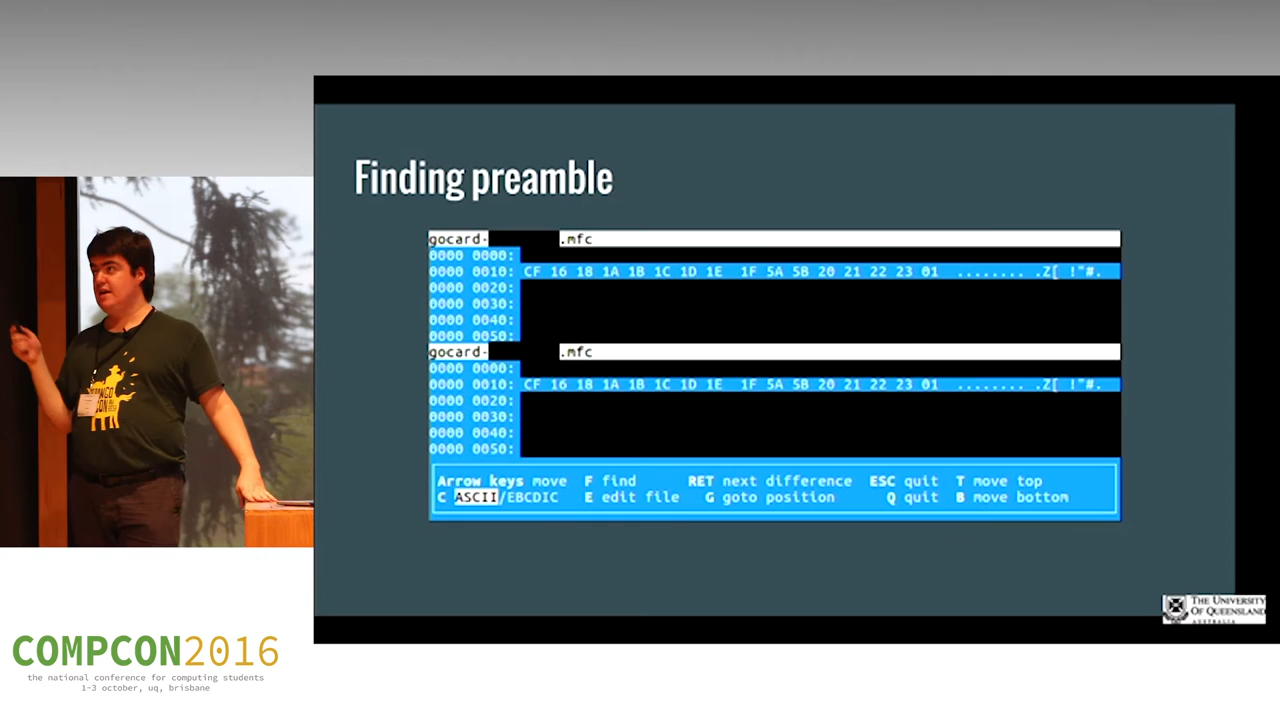 Finding preamble
gocard- .mfc
0000 0000:
0000 0010: CF 16 18 1A 1B 1C 1D 1E 1F 5A 5B 20 21 22 23 01 ........ .Z[ !"#.
0000 0020:
0000 0030:
0000 0040:
0000 0050:
gocard- .mfc
0000 0000:
0000 0010: CF 16 18 1A 1B 1C 1D 1E 1F 5A 5B 20 21 22 23 01 ........ .Z[ !"#.
0000 0020:
0000 0030:
0000 0040:
0000 0050:
Arrow keys move F find RET next difference ESC quit T move top
C ASCII/EBCDIC E edit file G goto position Q quit B move bottom
THE UNIVERSITY
OF QUEENSLAND
AUSTRALIA
COMPCON2016
the national conference for computing students
1-3 october, uq, brisbane